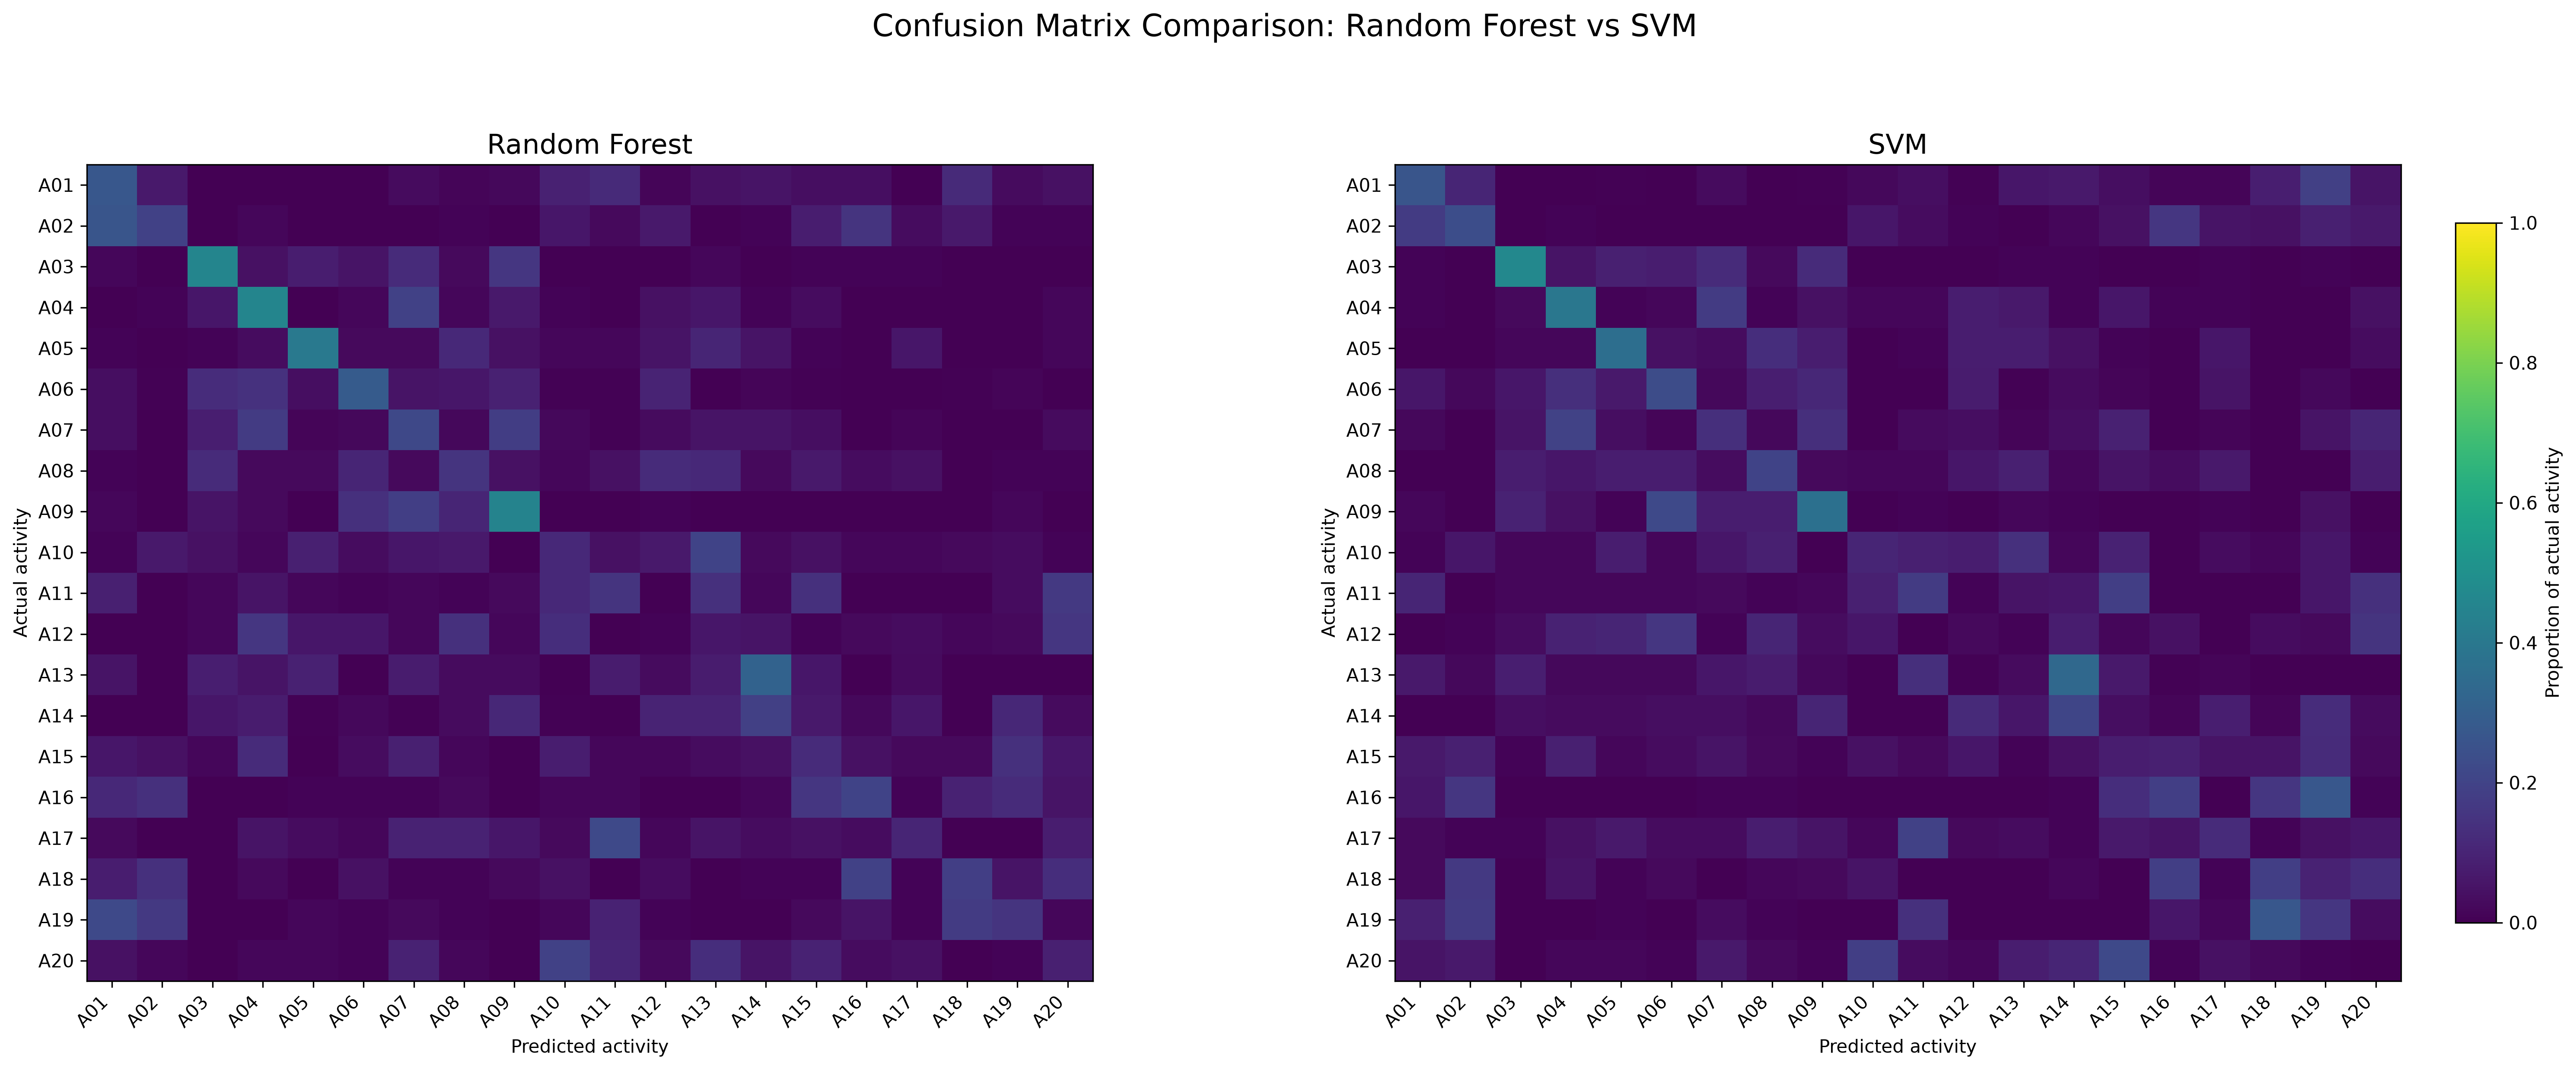 Confusion Matrix Comparison: Random Forest vs SVM
Random Forest
A01
A02
A03
A04
A05
A06
A07
A08
A09
A10
A11
A12
A13
A14
A15
A16
A17
A18
A19
A20
Actual activity
A01 A02 A03 A04 A05 A06 A07 A08 A09 A10 A11 A12 A13 A14 A15 A16 A17 A18 A19 A20
Predicted activity
SVM
A01
A02
A03
A04
A05
A06
A07
A08
A09
A10
A11
A12
A13
A14
A15
A16
A17
A18
A19
A20
Actual activity
A01 A02 A03 A04 A05 A06 A07 A08 A09 A10 A11 A12 A13 A14 A15 A16 A17 A18 A19 A20
Predicted activity
1.0
0.8
0.6
0.4
0.2
0.0
Proportion of actual activity